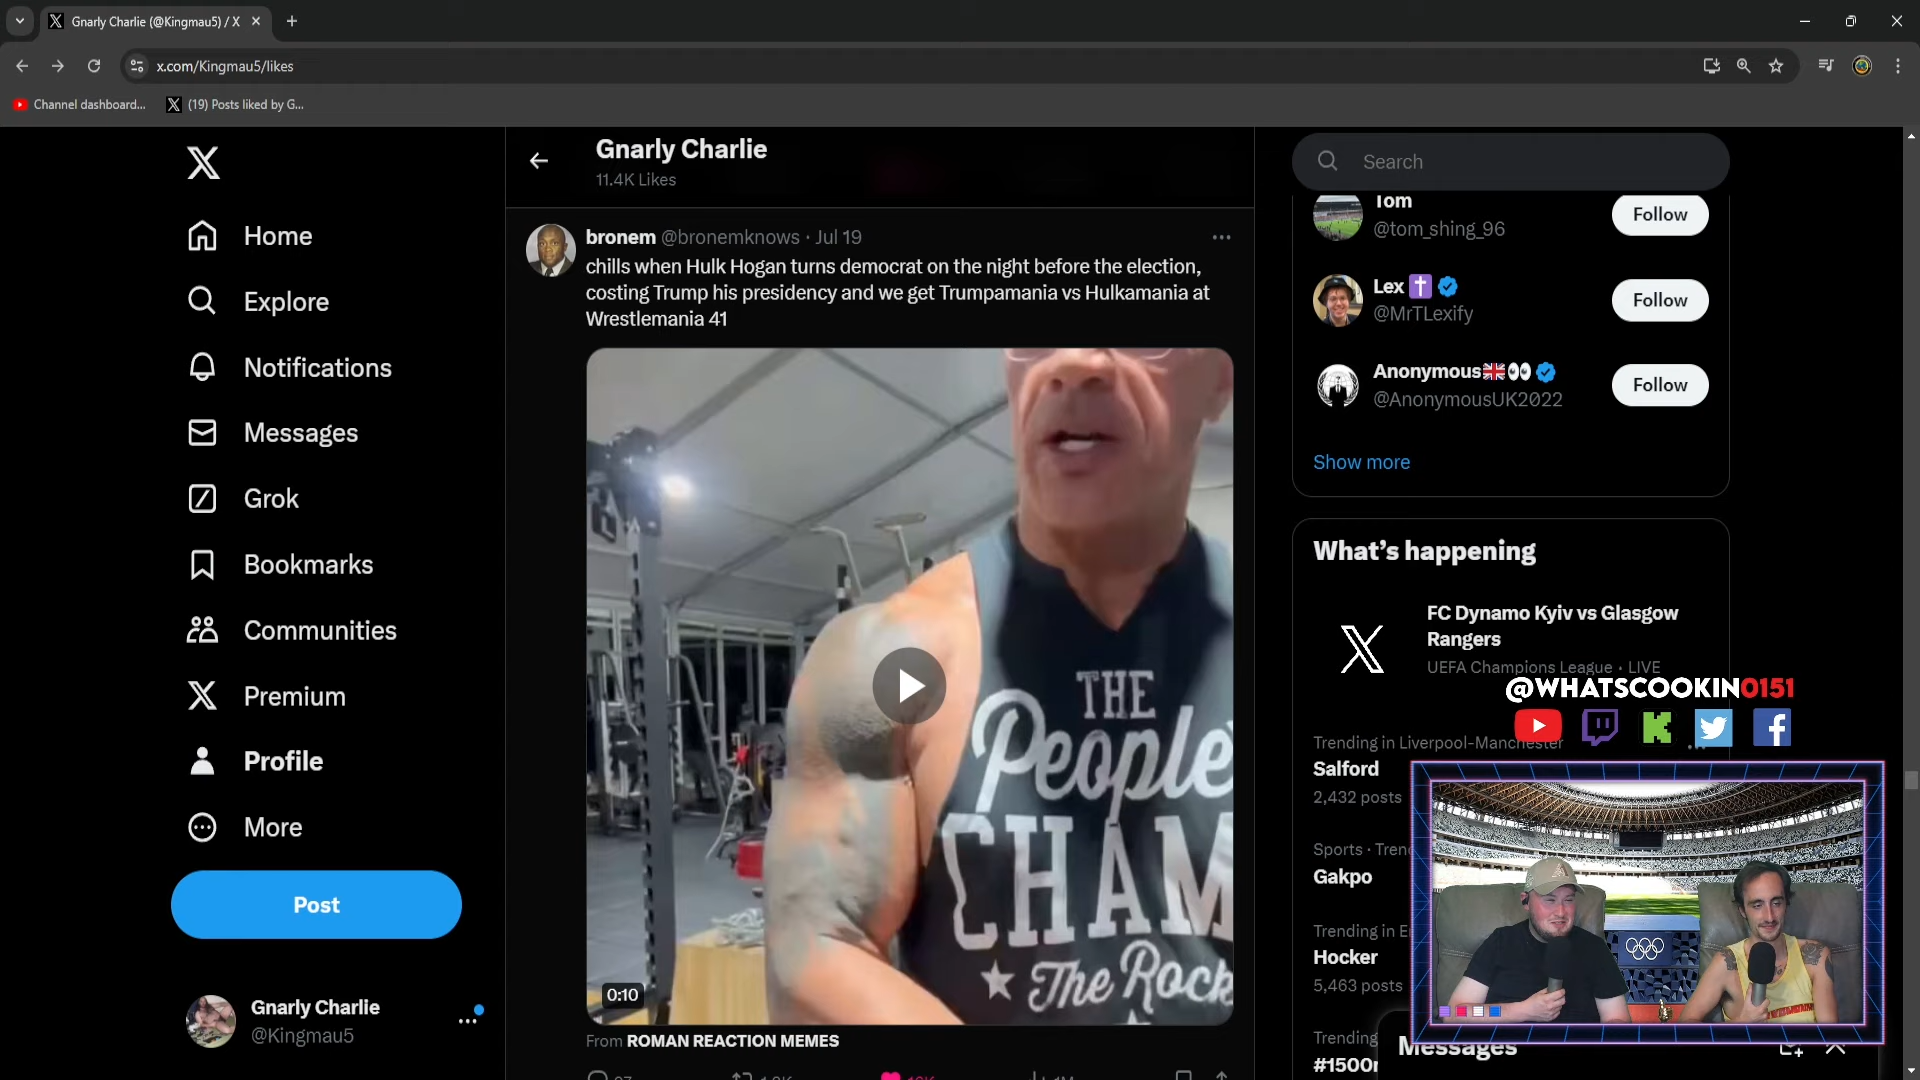 Gnarly Charlie (@Kingmau5) / X
x.com/Kingmau5/likes
Channel dashboard...
(19) Posts liked by G...
Home
Explore
Notifications
Messages
Grok
Bookmarks
Communities
Premium
Profile
More
Post
Gnarly Charlie
@Kingmau5
Gnarly Charlie
11.4K Likes
bronem @bronemknows · Jul 19
chills when Hulk Hogan turns democrat on the night before the election,
costing Trump his presidency and we get Trumpamania vs Hulkamania at
Wrestlemania 41
THE
People
CHAM
The Rock
0:10
From ROMAN REACTION MEMES
Search
Tom
@tom_shing_96
Follow
Lex
@MrTLexify
Follow
Anonymous
@AnonymousUK2022
Follow
Show more
What's happening
FC Dynamo Kyiv vs Glasgow
Rangers
UEFA Champions League · LIVE
@WHATSCOOKIN0151
Trending in Liverpool-Manchester
Salford
2,432 posts
Sports · Tren
Gakpo
Trending in E
Hocker
5,463 posts
Trending
#1500
Messages